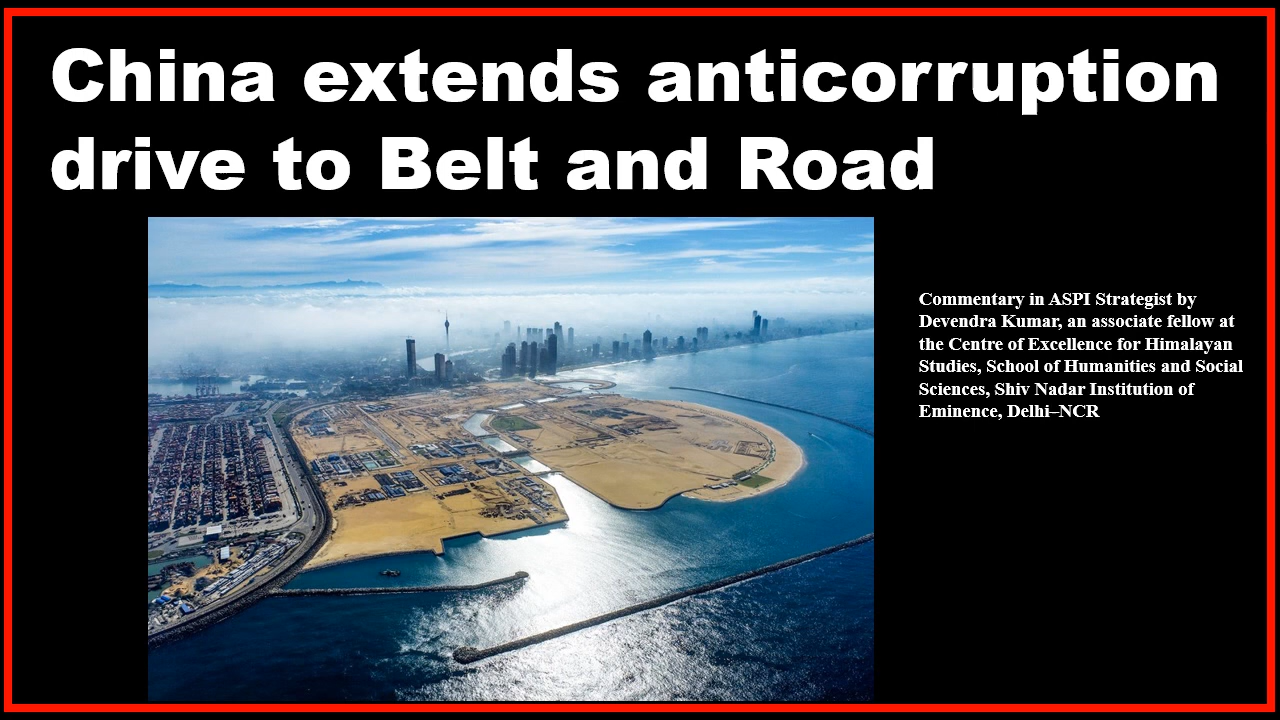 China extends anticorruption
drive to Belt and Road
Commentary in ASPI Strategist by
Devendra Kumar, an associate fellow at
the Centre of Excellence for Himalayan
Studies, School of Humanities and Social
Sciences, Shiv Nadar Institution of
Eminence, Delhi–NCR